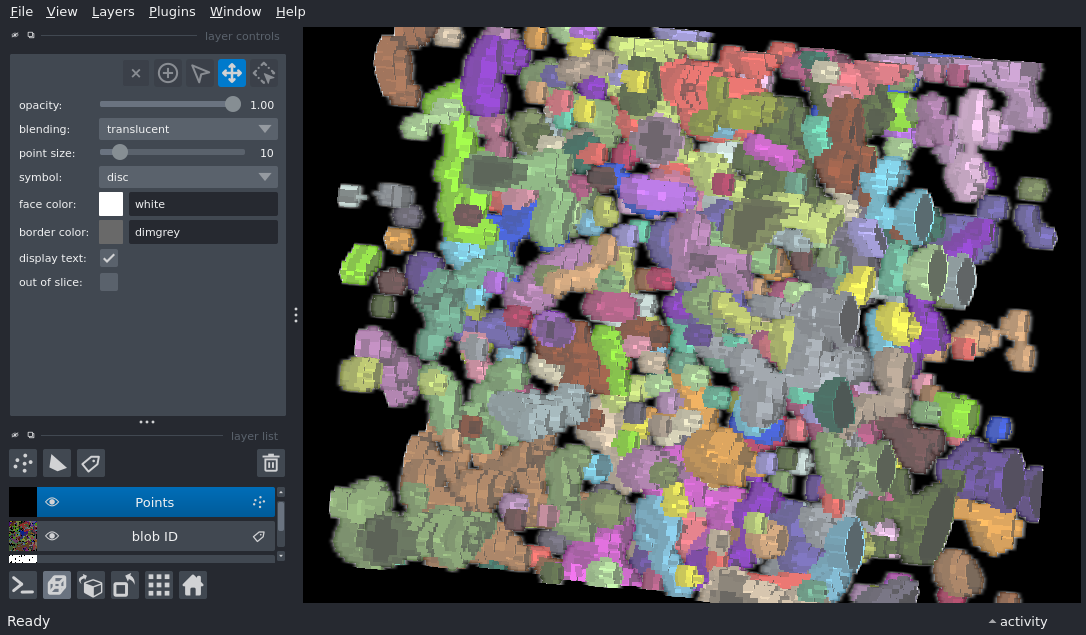 File View Layers Plugins Window Help
layer controls
opacity: 1.00
blending: translucent
point size: 10
symbol: disc
face color: white
border color: dimgrey
display text:
out of slice:
layer list
Points
blob ID
Ready activity